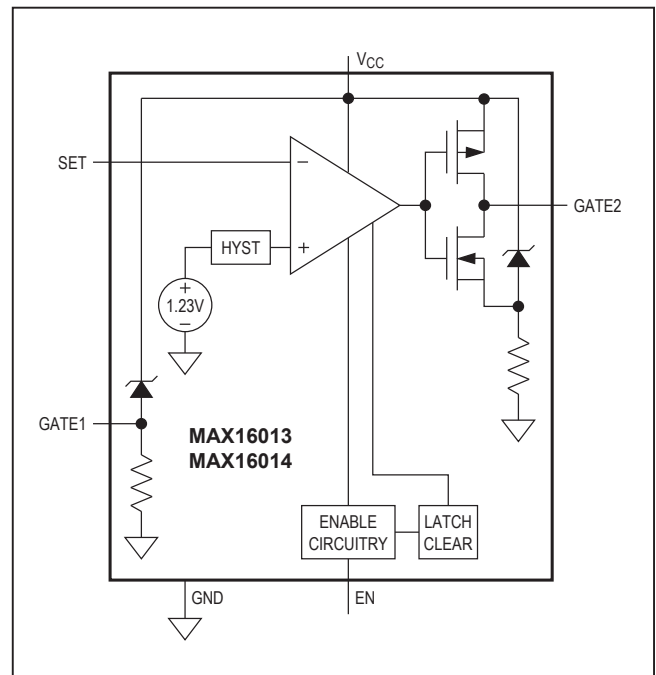 VCC
SET
−
GATE2
HYST
+
+
1.23V
−
GATE1
MAX16013
MAX16014
ENABLE
CIRCUITRY
LATCH
CLEAR
GND
EN